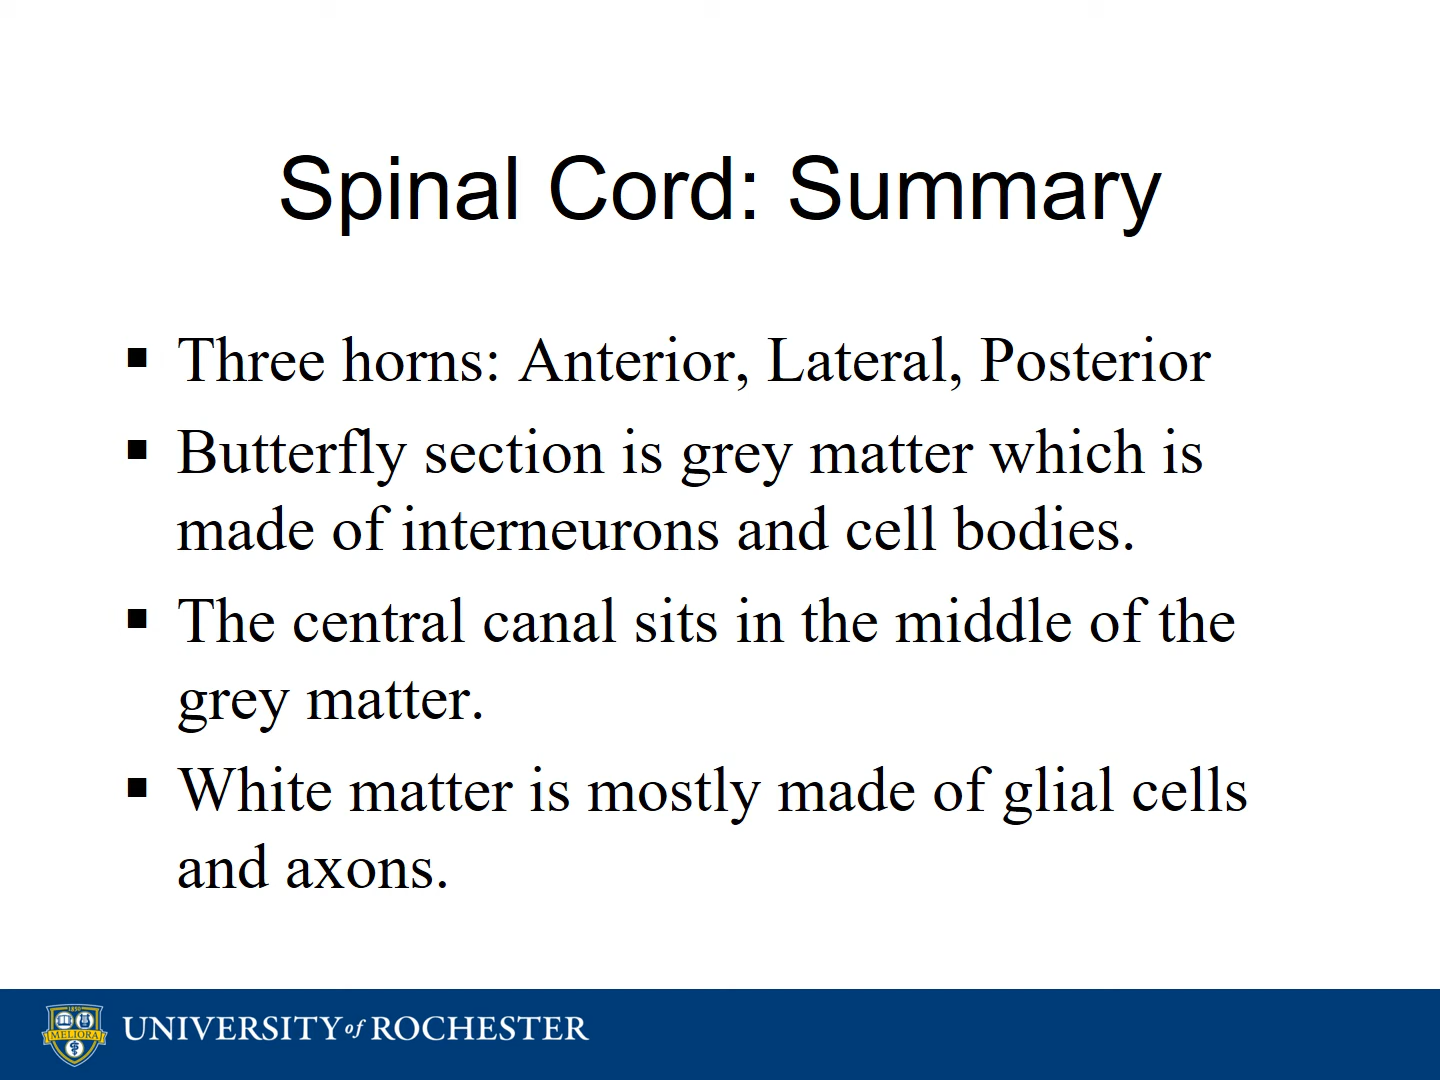 Spinal Cord: Summary
▪ Three horns: Anterior, Lateral, Posterior
▪ Butterfly section is grey matter which is
made of interneurons and cell bodies.
▪ The central canal sits in the middle of the
grey matter.
▪ White matter is mostly made of glial cells
and axons.
1850
MELIORA
UNIVERSITY of ROCHESTER